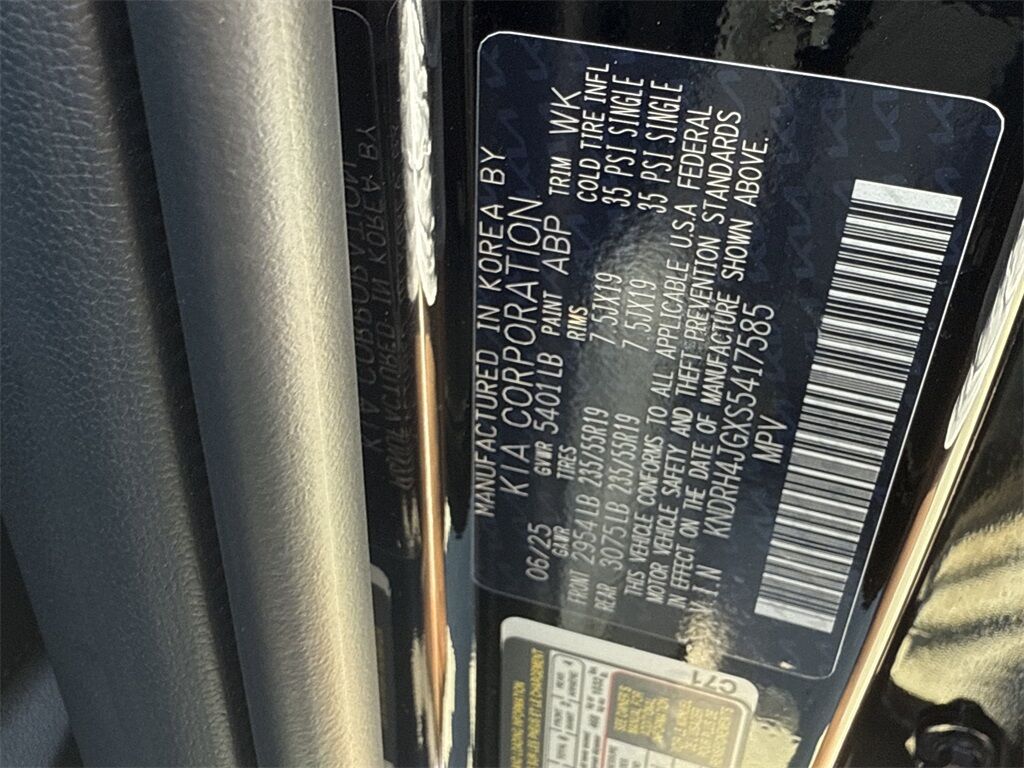 MANUFACTURED IN KOREA BY
KIA CORPORATION
06/25 GVWR 5401LB PAINT ABP TRIM WK
GAWR TIRES RIMS COLD TIRE INFL
FRONT 2954LB 235/55R19 7.5JX19 35 PSI SINGLE
REAR 3075LB 235/55R19 7.5JX19 35 PSI SINGLE
THIS VEHICLE CONFORMS TO ALL APPLICABLE U.S.A FEDERAL
MOTOR VEHICLE SAFETY AND THEFT PREVENTION STANDARDS
IN EFFECT ON THE DATE OF MANUFACTURE SHOWN ABOVE.
V.I.N KNDRH4JGXS5417585
MPV
C71
LOADING INFORMATION